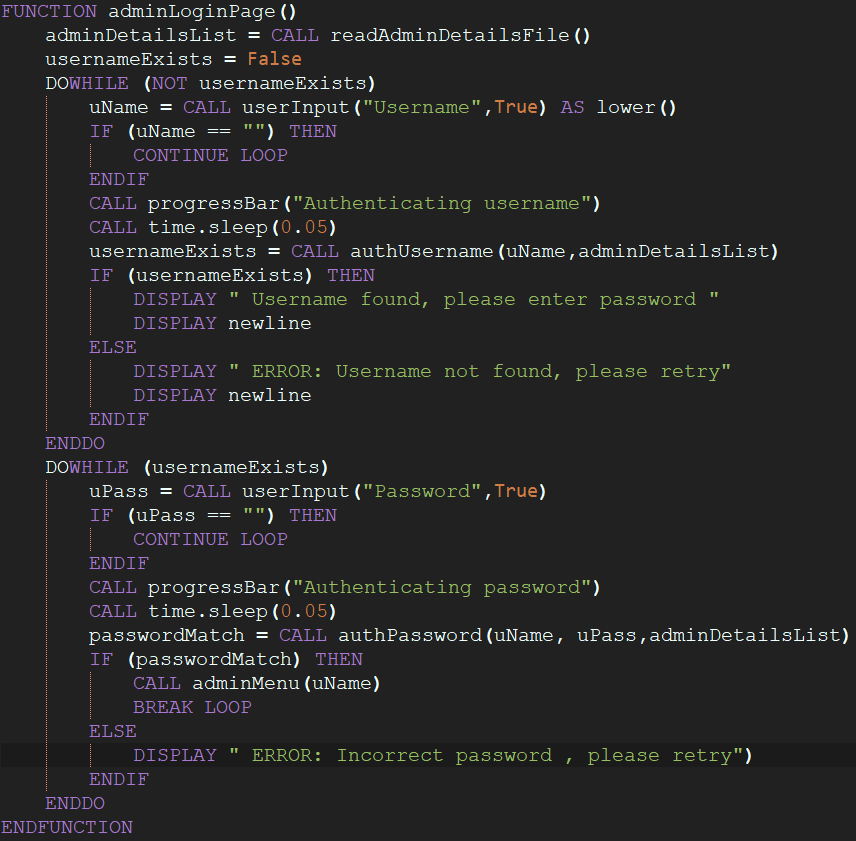 FUNCTION adminLoginPage()
    adminDetailsList = CALL readAdminDetailsFile()
    usernameExists = False
    DOWHILE (NOT usernameExists)
        uName = CALL userInput("Username",True) AS lower()
        IF (uName == "") THEN
            CONTINUE LOOP
        ENDIF
        CALL progressBar("Authenticating username")
        CALL time.sleep(0.05)
        usernameExists = CALL authUsername(uName,adminDetailsList)
        IF (usernameExists) THEN
            DISPLAY " Username found, please enter password "
            DISPLAY newline
        ELSE
            DISPLAY " ERROR: Username not found, please retry"
            DISPLAY newline
        ENDIF
    ENDDO
    DOWHILE (usernameExists)
        uPass = CALL userInput("Password",True)
        IF (uPass == "") THEN
            CONTINUE LOOP
        ENDIF
        CALL progressBar("Authenticating password")
        CALL time.sleep(0.05)
        passwordMatch = CALL authPassword(uName, uPass,adminDetailsList)
        IF (passwordMatch) THEN
            CALL adminMenu(uName)
            BREAK LOOP
        ELSE
            DISPLAY " ERROR: Incorrect password , please retry")
        ENDIF
    ENDDO
ENDFUNCTION